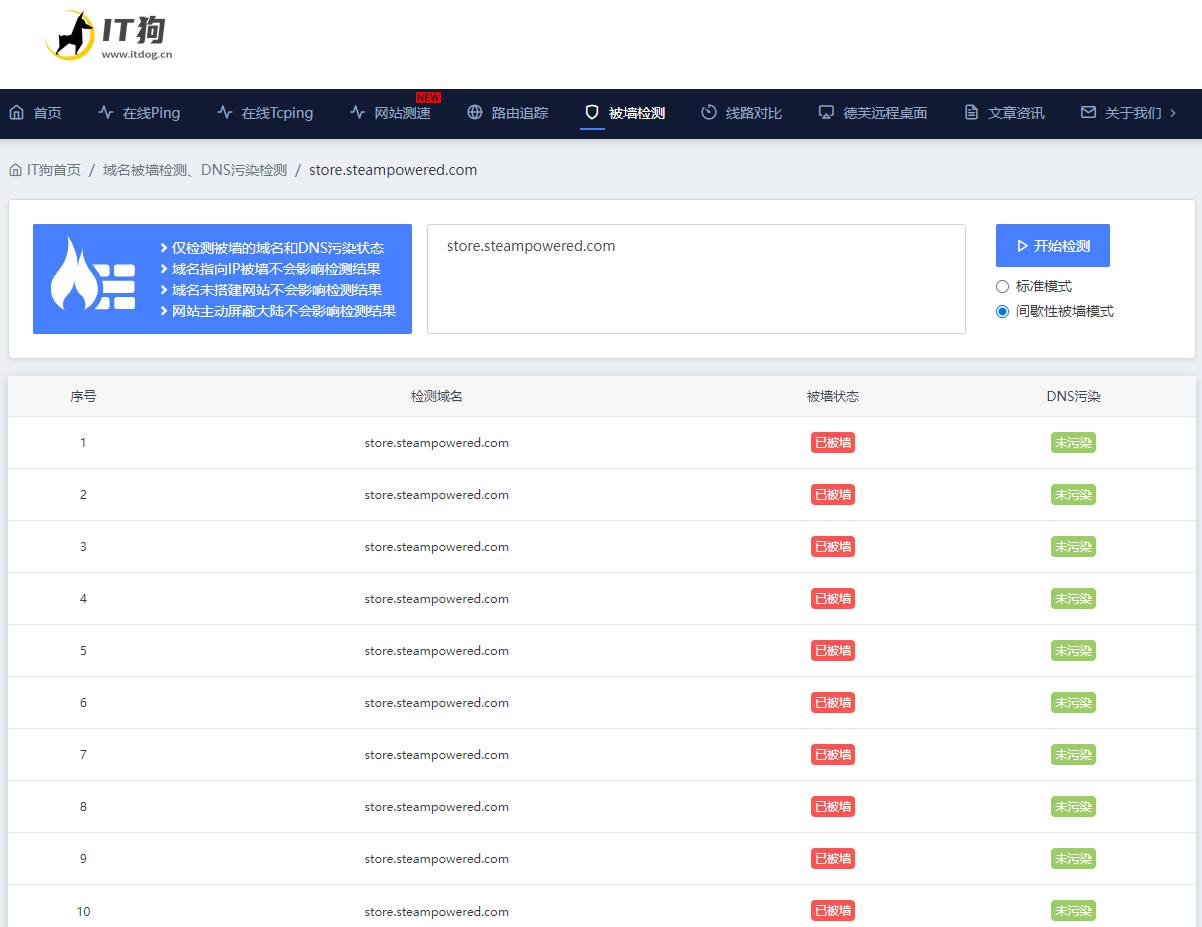 IT狗
www.itdog.cn
首页 在线Ping 在线Tcping 网站测速 NEW 路由追踪 被墙检测 线路对比 德芙远程桌面 文章资讯 关于我们
IT狗首页 / 域名被墙检测、DNS污染检测 / store.steampowered.com
仅检测被墙的域名和DNS污染状态
域名指向IP被墙不会影响检测结果
域名未搭建网站不会影响检测结果
网站主动屏蔽大陆不会影响检测结果
store.steampowered.com
开始检测
标准模式
间歇性被墙模式
序号 检测域名 被墙状态 DNS污染
1 store.steampowered.com 已被墙 未污染
2 store.steampowered.com 已被墙 未污染
3 store.steampowered.com 已被墙 未污染
4 store.steampowered.com 已被墙 未污染
5 store.steampowered.com 已被墙 未污染
6 store.steampowered.com 已被墙 未污染
7 store.steampowered.com 已被墙 未污染
8 store.steampowered.com 已被墙 未污染
9 store.steampowered.com 已被墙 未污染
10 store.steampowered.com 已被墙 未污染